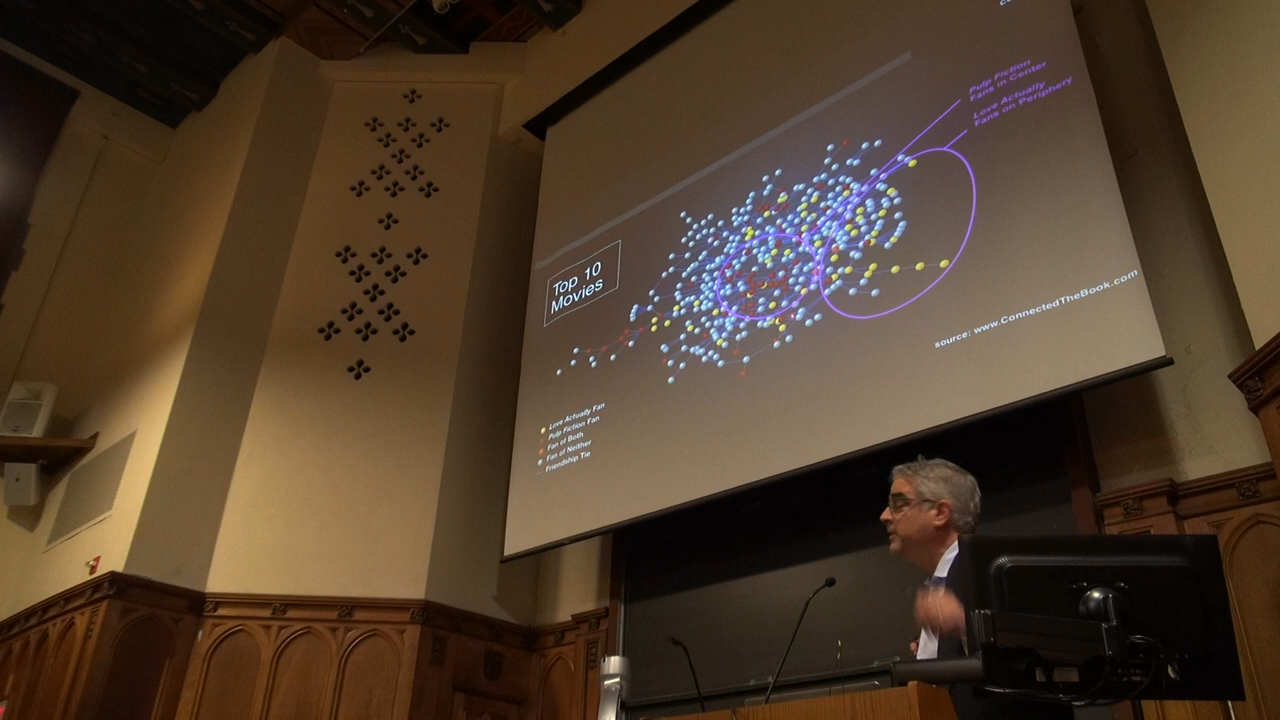 Pulp Fiction
Fans in Center
Love Actually
Fans on Periphery
Top 10
Movies
source: www.ConnectedTheBook.com
Love Actually Fan
Pulp Fiction Fan
Fan of Both
Fan of Neither
Friendship Tie